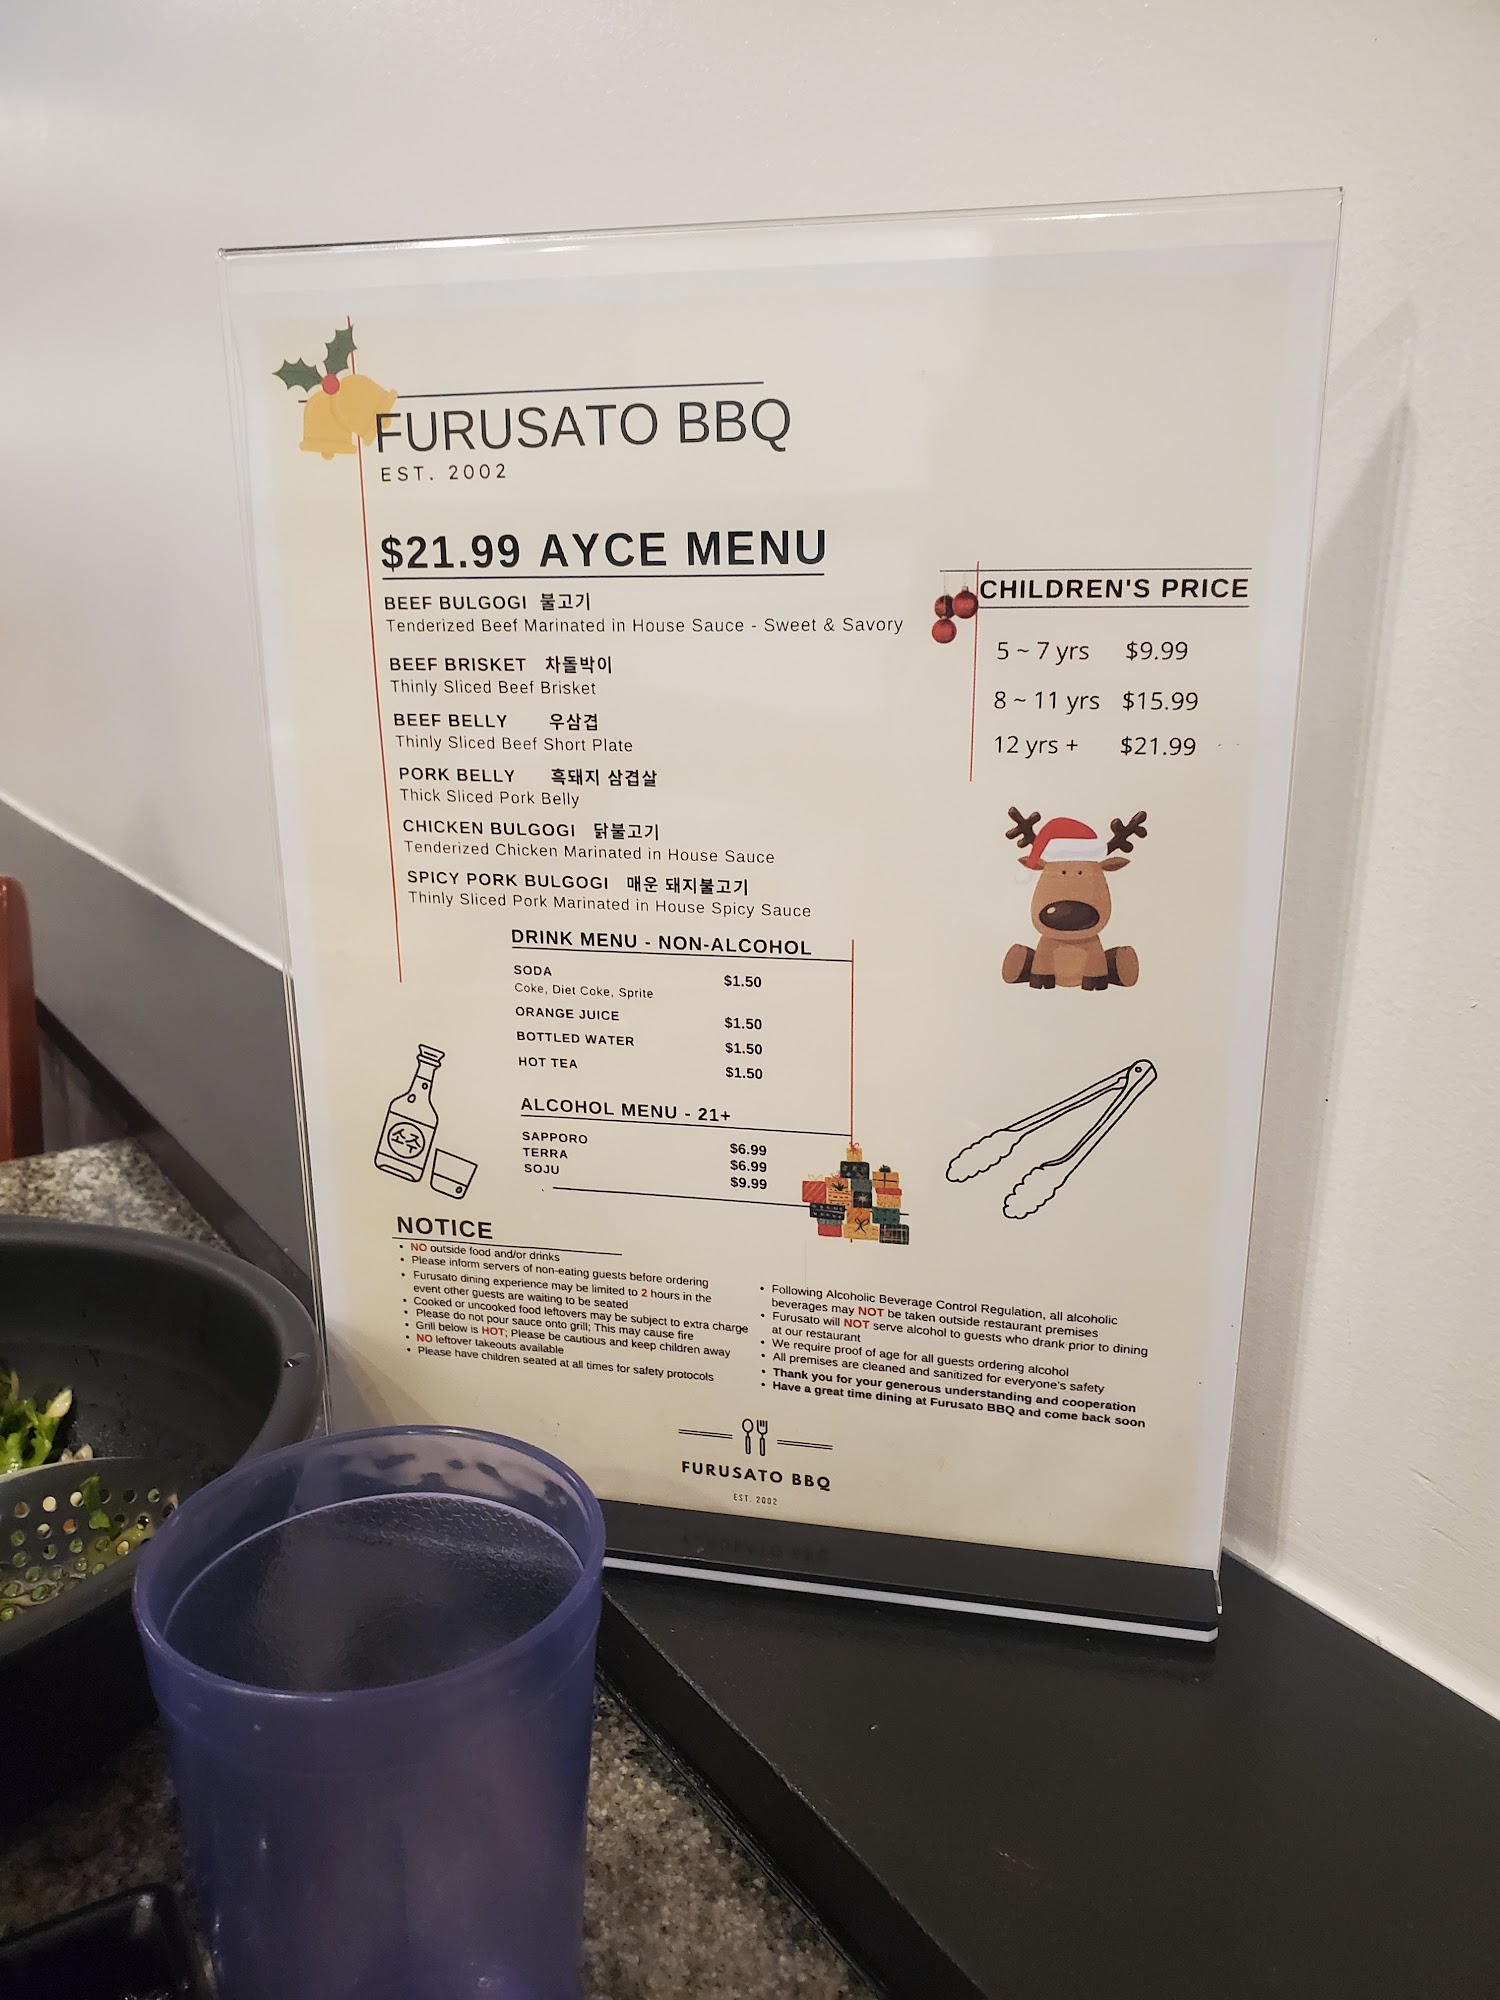 FURUSATO BBQ
EST. 2002
$21.99 AYCE MENU
BEEF BULGOGI 불고기
Tenderized Beef Marinated in House Sauce - Sweet & Savory
BEEF BRISKET 차돌박이
Thinly Sliced Beef Brisket
BEEF BELLY 우삼겹
Thinly Sliced Beef Short Plate
PORK BELLY 흑돼지 삼겹살
Thick Sliced Pork Belly
CHICKEN BULGOGI 닭불고기
Tenderized Chicken Marinated in House Sauce
SPICY PORK BULGOGI 매운 돼지불고기
Thinly Sliced Pork Marinated in House Spicy Sauce
CHILDREN'S PRICE
5 ~ 7 yrs $9.99
8 ~ 11 yrs $15.99
12 yrs + $21.99
DRINK MENU - NON-ALCOHOL
SODA $1.50
Coke, Diet Coke, Sprite
ORANGE JUICE $1.50
BOTTLED WATER $1.50
HOT TEA $1.50
소주
ALCOHOL MENU - 21+
SAPPORO $6.99
TERRA $6.99
SOJU $9.99
NOTICE
• NO outside food and/or drinks
• Please inform servers of non-eating guests before ordering
• Furusato dining experience may be limited to 2 hours in the
event other guests are waiting to be seated
• Cooked or uncooked food leftovers may be subject to extra charge
• Please do not pour sauce onto grill; This may cause fire
• Grill below is HOT; Please be cautious and keep children away
• NO leftover takeouts available
• Please have children seated at all times for safety protocols
• Following Alcoholic Beverage Control Regulation, all alcoholic
beverages may NOT be taken outside restaurant premises
• Furusato will NOT serve alcohol to guests who drank prior to dining
at our restaurant
• We require proof of age for all guests ordering alcohol
• All premises are cleaned and sanitized for everyone's safety
• Thank you for your generous understanding and cooperation
• Have a great time dining at Furusato BBQ and come back soon
FURUSATO BBQ
EST. 2002